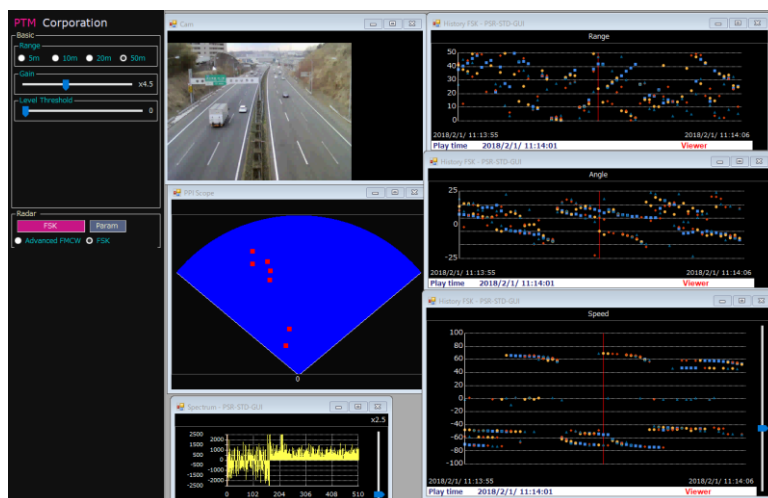 PTM Corporation
Basic
Range
5m 10m 20m 50m
Gain
x4.5
Level Threshold
0
Radar
FSK Param
Advanced FMCW FSK
Cam
PPI Scope
0
Spectrum - PSR-STD-GUI
x2.5
2500
1500
500
-500
-1500
-2500
0 102 204 306 408 510
History FSK - PSR-STD-GUI
Range
50
40
30
20
10
0
2018/2/1/ 11:13:55 2018/2/1/ 11:14:06
Play time 2018/2/1/ 11:14:01 Viewer
History FSK - PSR-STD-GUI
Angle
25
0
-25
2018/2/1/ 11:13:55 2018/2/1/ 11:14:06
Play time 2018/2/1/ 11:14:01 Viewer
History FSK - PSR-STD-GUI
Speed
100
80
60
40
20
0
-20
-40
-60
-80
-100
2018/2/1/ 11:13:55 2018/2/1/ 11:14:06
Play time 2018/2/1/ 11:14:01 Viewer